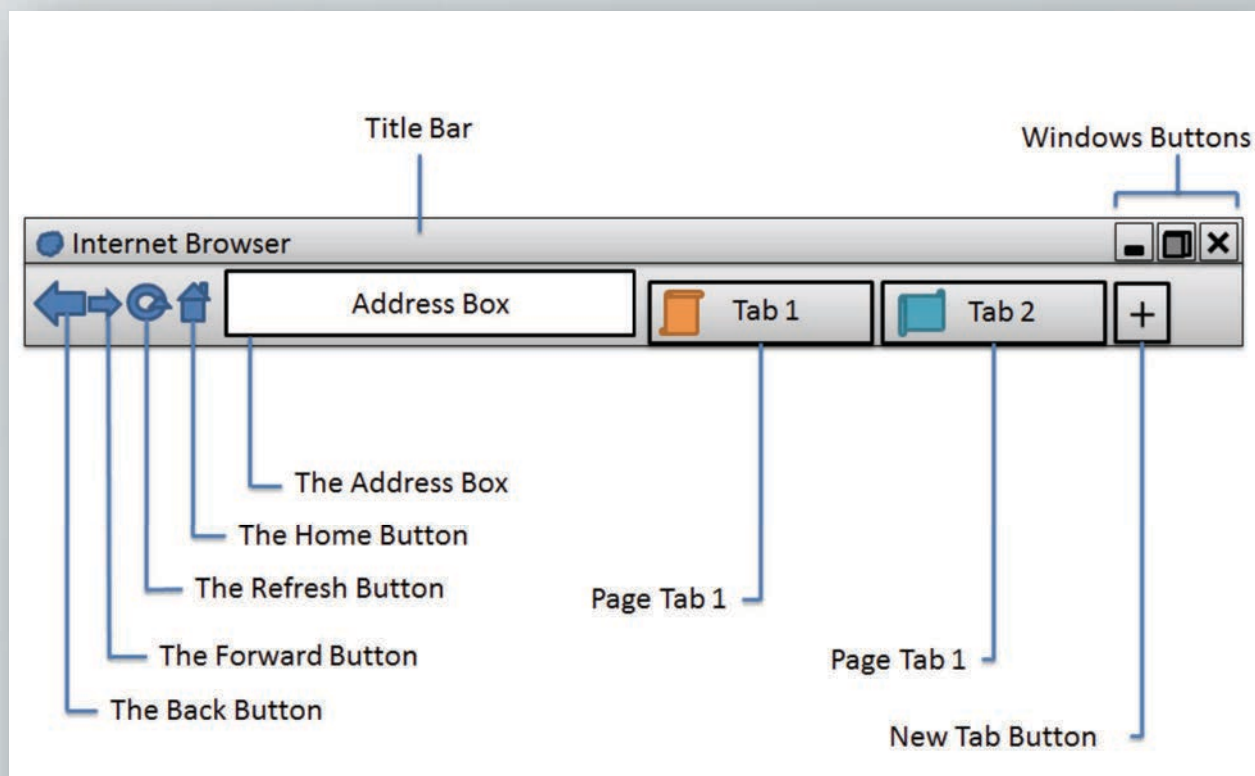 Title Bar
Windows Buttons
Internet Browser
Address Box
Tab 1
Tab 2
+
The Address Box
The Home Button
The Refresh Button
Page Tab 1
The Forward Button
Page Tab 1
The Back Button
New Tab Button